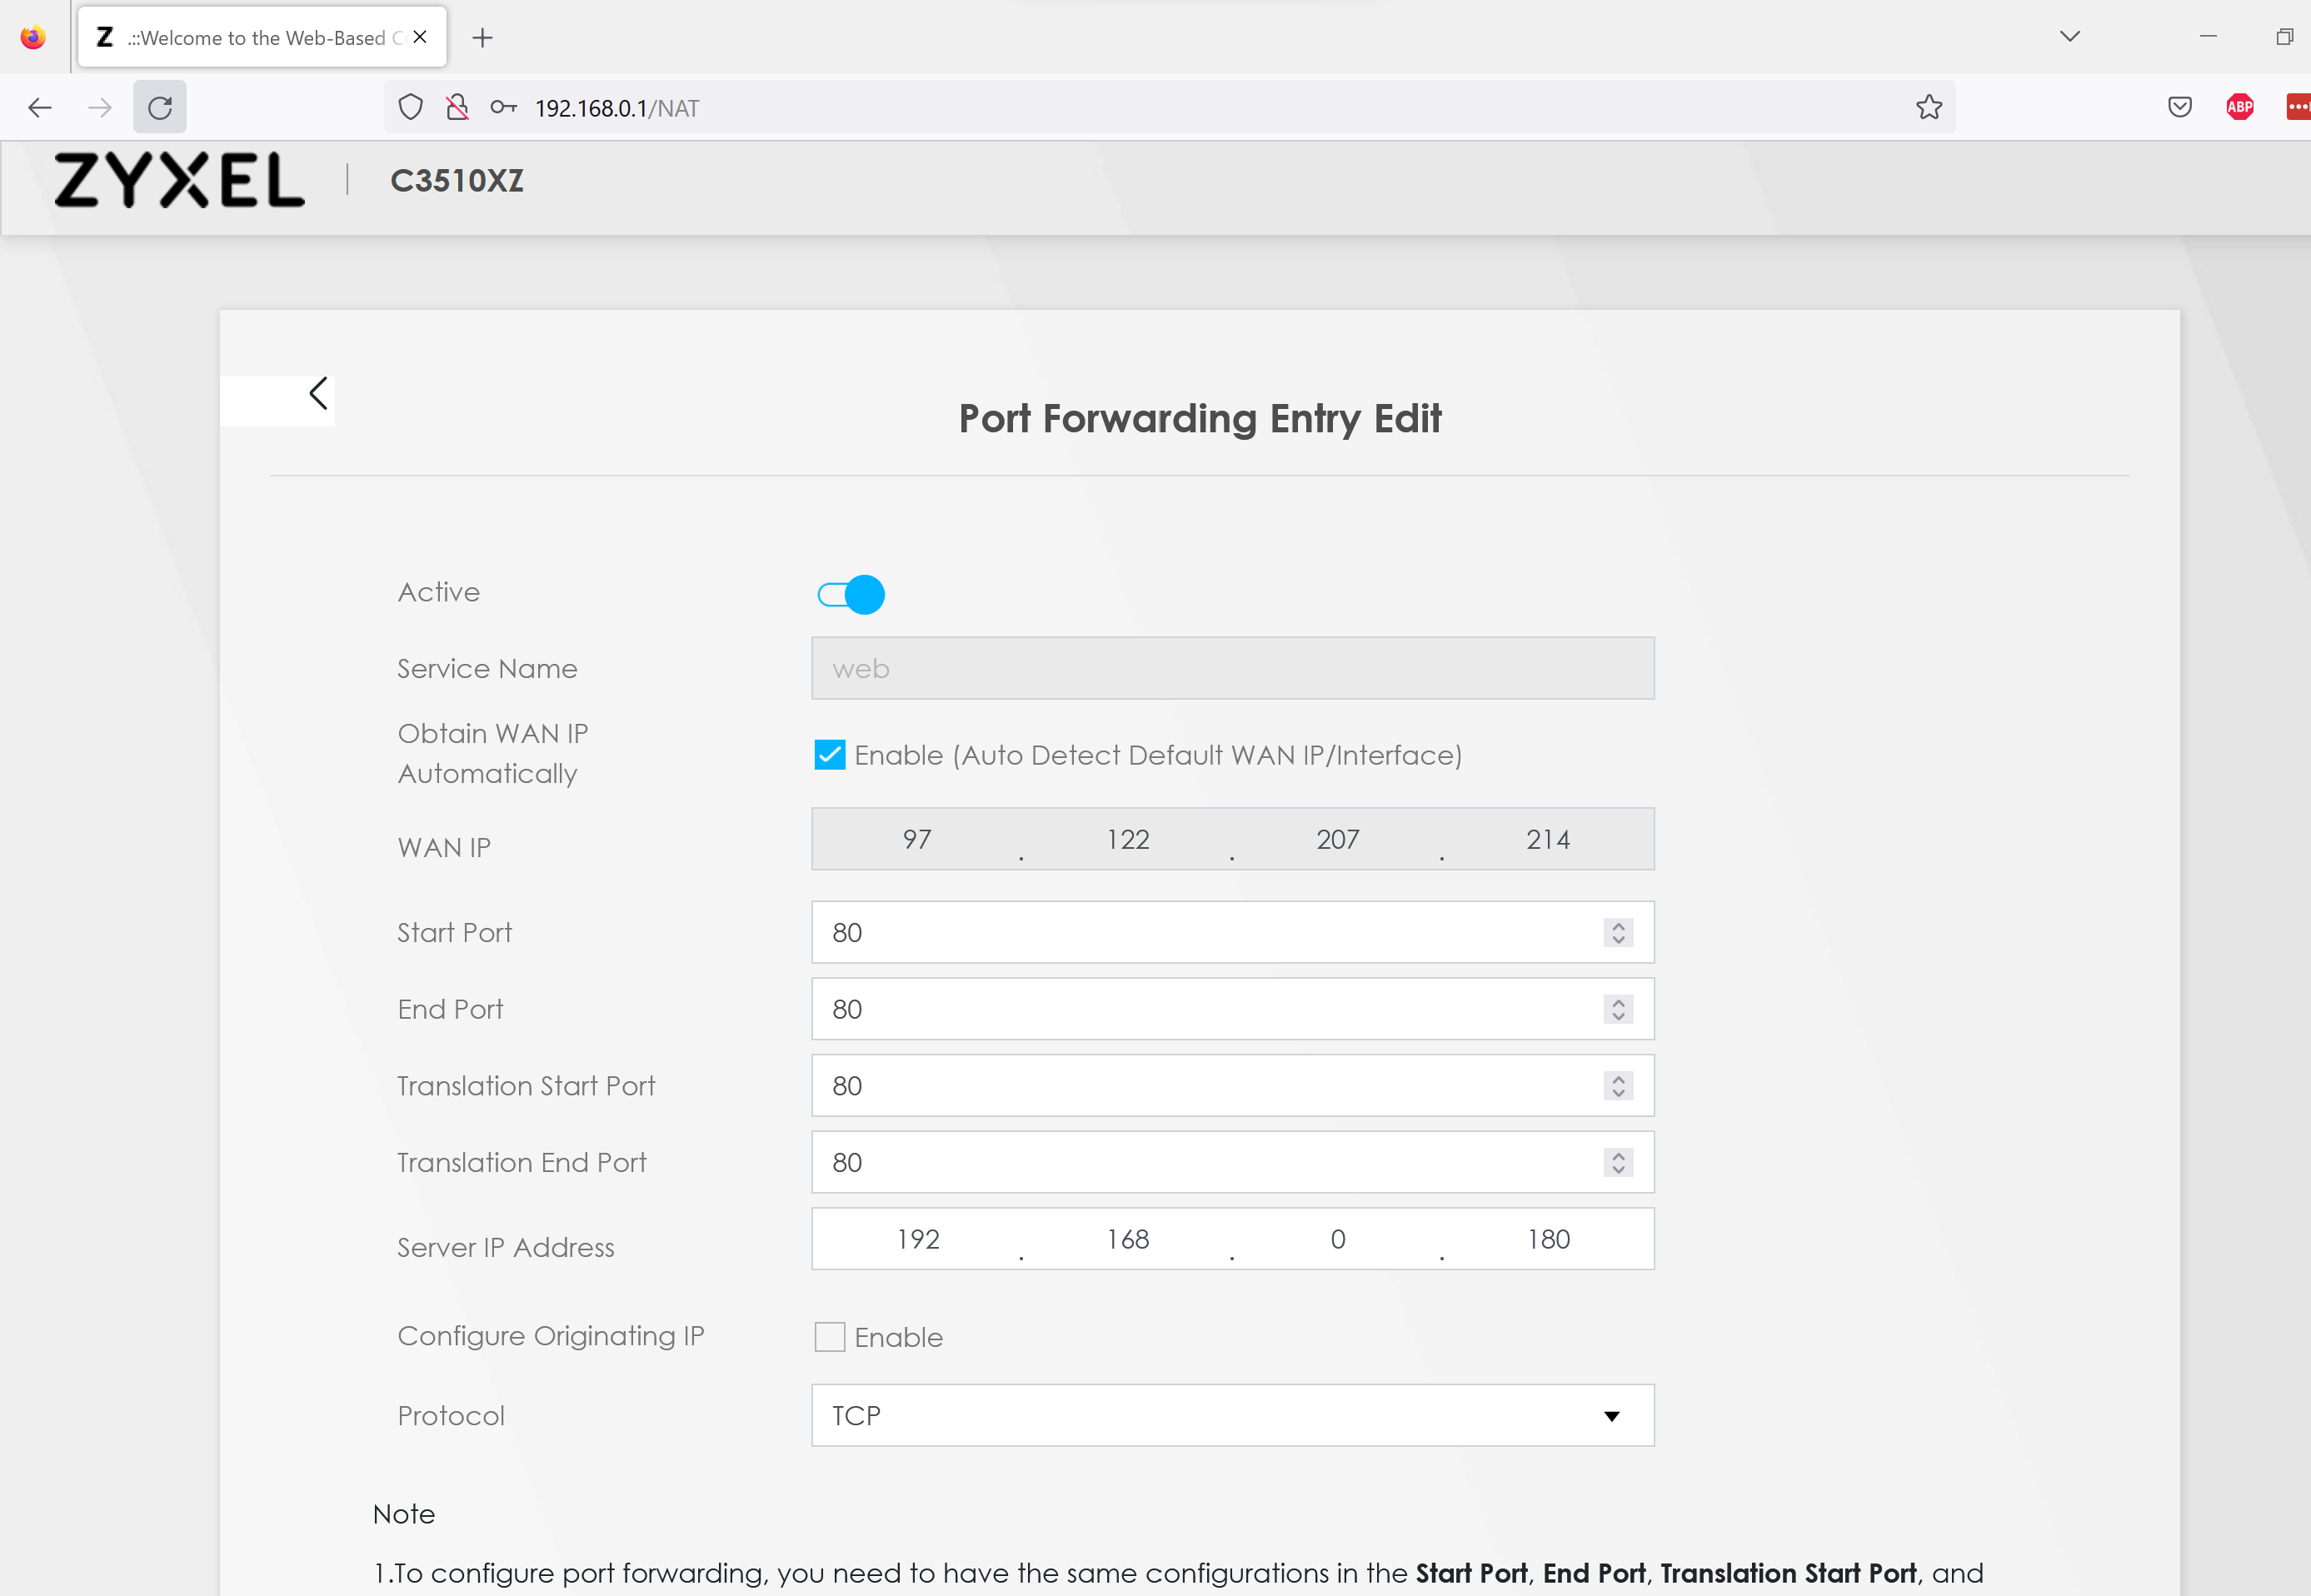 Z .::Welcome to the Web-Based C
192.168.0.1/NAT
ABP
ZYXEL | C3510XZ
Port Forwarding Entry Edit
Active
Service Name web
Obtain WAN IP
Automatically
Enable (Auto Detect Default WAN IP/Interface)
WAN IP 97 . 122 . 207 . 214
Start Port 80
End Port 80
Translation Start Port 80
Translation End Port 80
Server IP Address 192 . 168 . 0 . 180
Configure Originating IP Enable
Protocol TCP
Note
1.To configure port forwarding, you need to have the same configurations in the Start Port, End Port, Translation Start Port, and